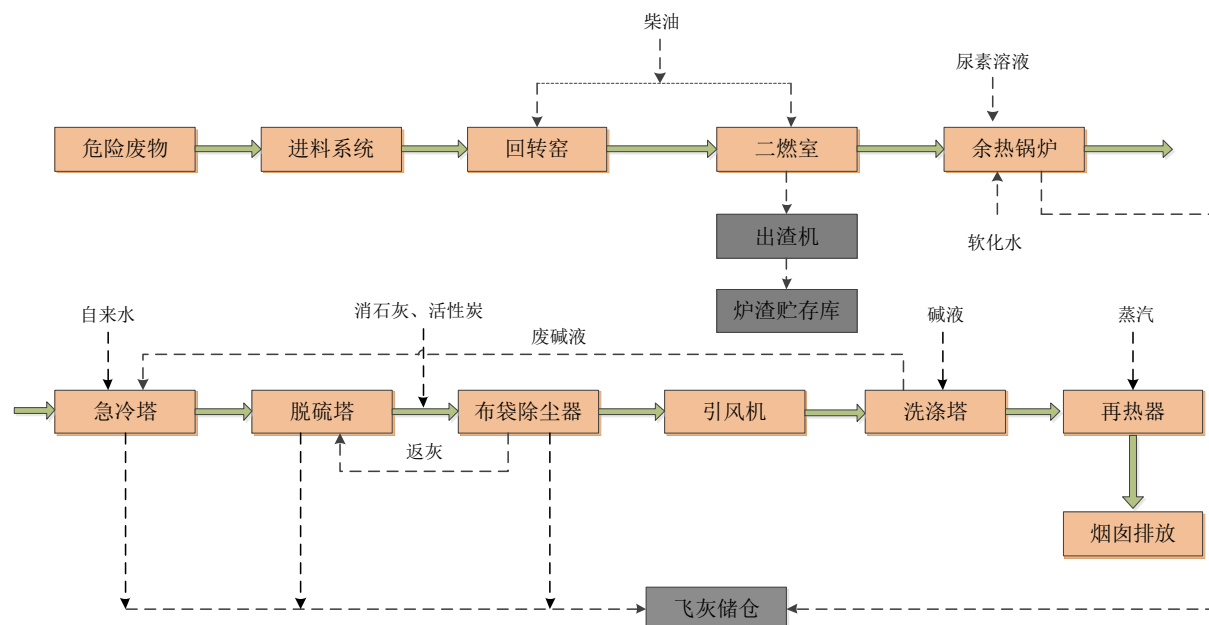 柴油
尿素溶液
危险废物
进料系统
回转窑
二燃室
余热锅炉
出渣机
软化水
炉渣贮存库
自来水
消石灰、活性炭
废碱液
碱液
蒸汽
急冷塔
脱硫塔
布袋除尘器
引风机
洗涤塔
再热器
返灰
烟囱排放
飞灰储仓